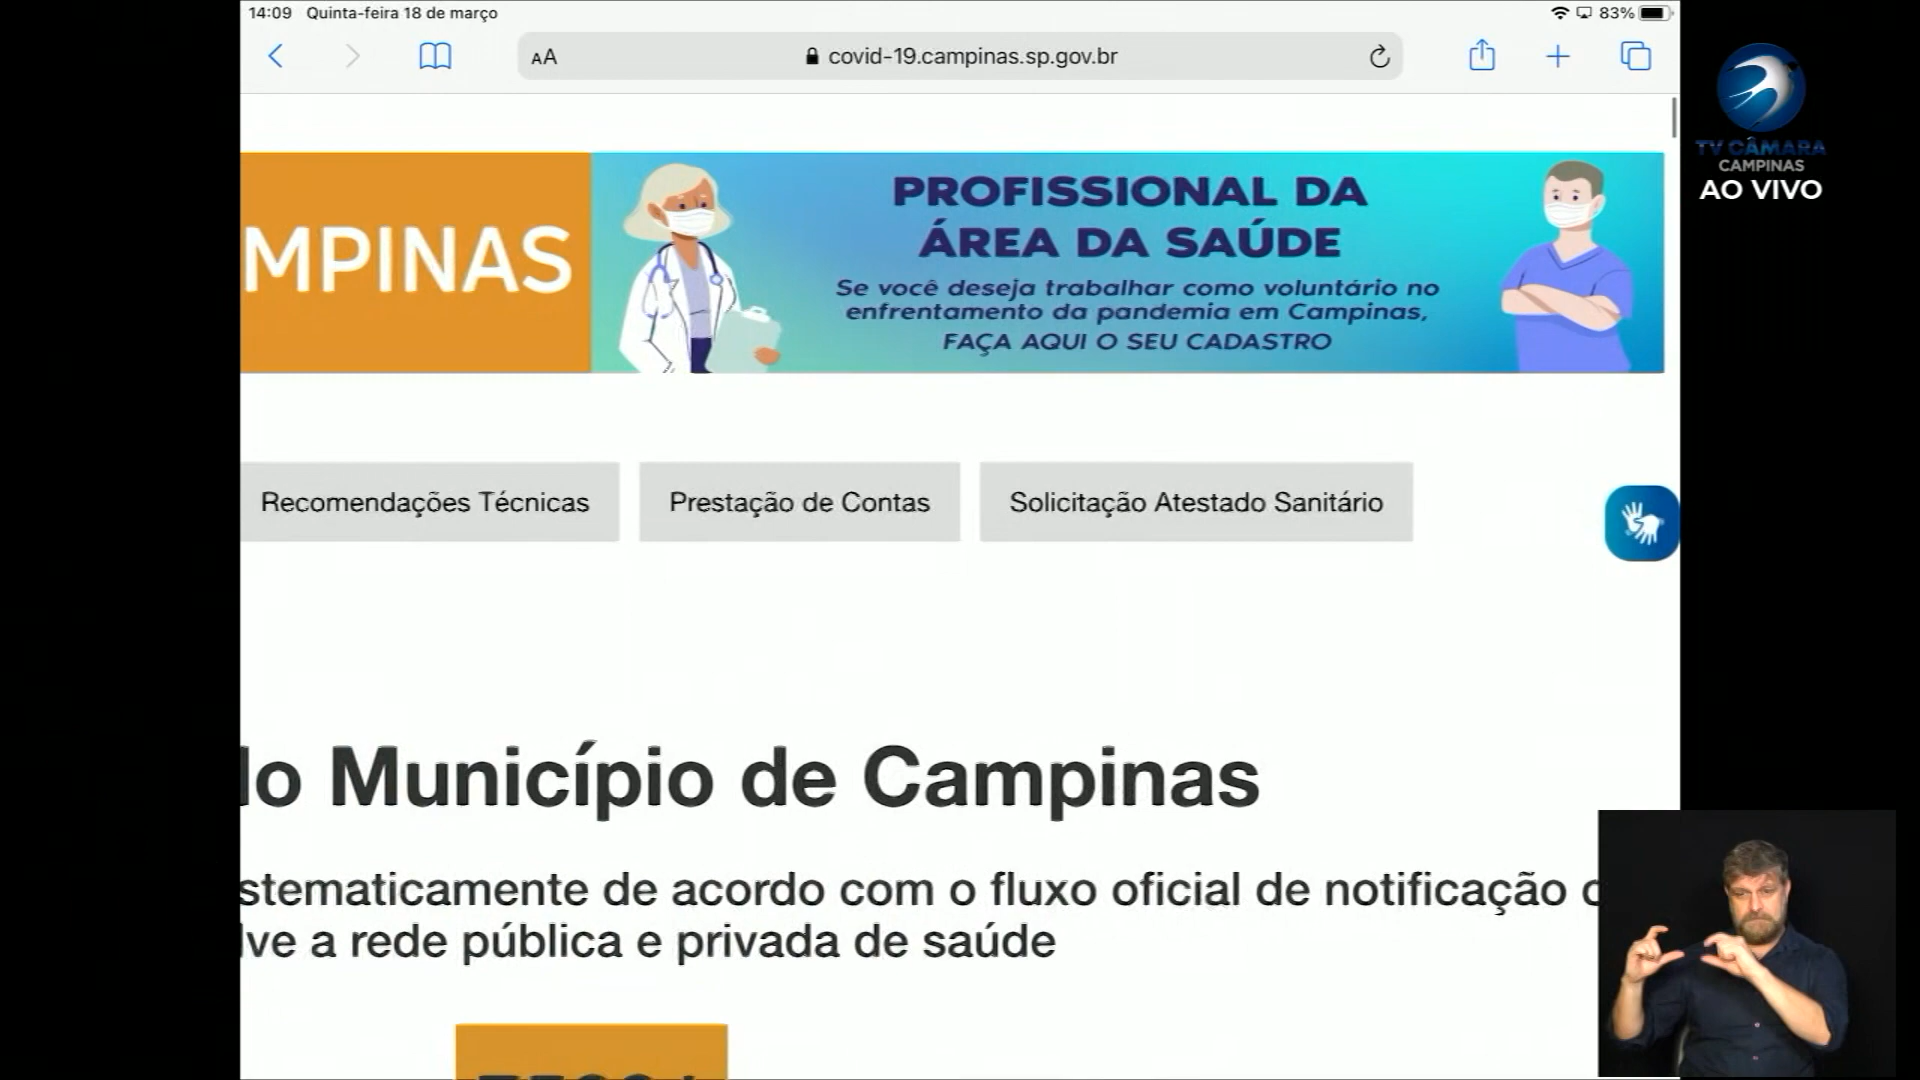 14:09 Quinta-feira 18 de março
83%
AA
covid-19.campinas.sp.gov.br
TV CÂMARA
CAMPINAS
AO VIVO
MPINAS
PROFISSIONAL DA
ÁREA DA SAÚDE
Se você deseja trabalhar como voluntário no
enfrentamento da pandemia em Campinas,
FAÇA AQUI O SEU CADASTRO
Recomendações Técnicas
Prestação de Contas
Solicitação Atestado Sanitário
lo Município de Campinas
stematicamente de acordo com o fluxo oficial de notificação
lve a rede pública e privada de saúde